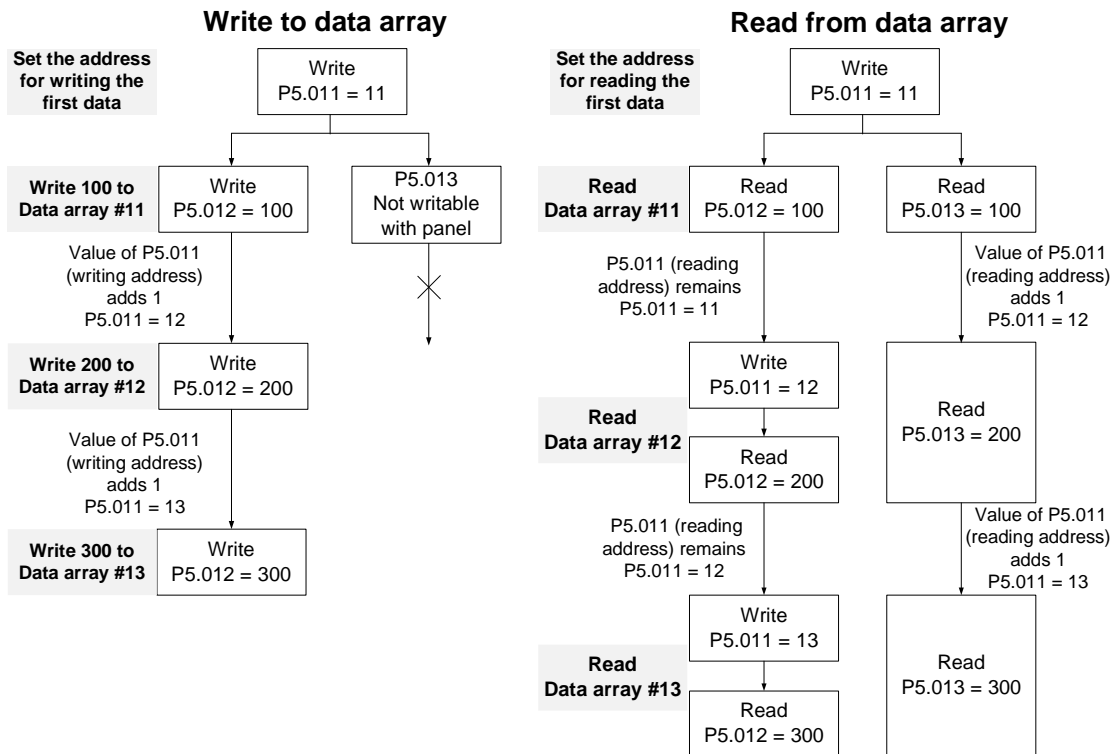 Write to data array
Set the address
for writing the
first data
Write
P5.011 = 11
Write 100 to
Data array #11
Write
P5.012 = 100
P5.013
Not writable
with panel
Value of P5.011
(writing address)
adds 1
P5.011 = 12
Write 200 to
Data array #12
Write
P5.012 = 200
Value of P5.011
(writing address)
adds 1
P5.011 = 13
Write 300 to
Data array #13
Write
P5.012 = 300
Read from data array
Set the address
for reading the
first data
Write
P5.011 = 11
Read
Data array #11
Read
P5.012 = 100
Read
P5.013 = 100
P5.011 (reading
address) remains
P5.011 = 11
Value of P5.011
(reading address)
adds 1
P5.011 = 12
Read
Data array #12
Write
P5.011 = 12
Read
P5.012 = 200
Read
P5.013 = 200
P5.011 (reading
address) remains
P5.011 = 12
Value of P5.011
(reading address)
adds 1
P5.011 = 13
Read
Data array #13
Write
P5.011 = 13
Read
P5.012 = 300
Read
P5.013 = 300